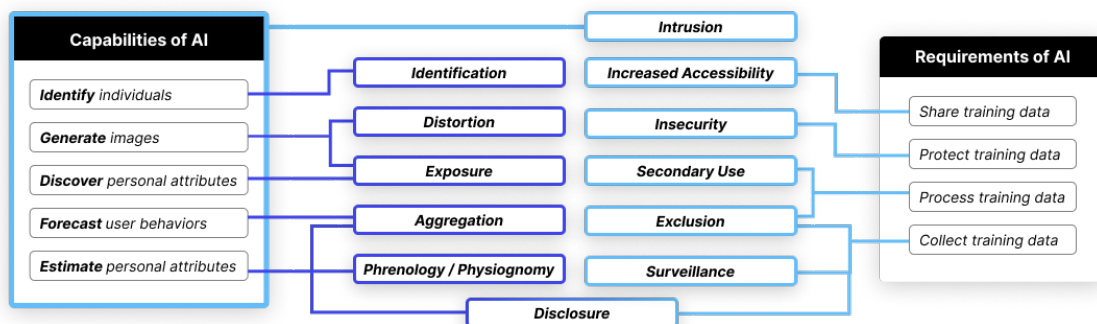 Capabilities of AI
Identify individuals
Generate images
Discover personal attributes
Forecast user behaviors
Estimate personal attributes
Identification
Distortion
Exposure
Aggregation
Phrenology / Physiognomy
Disclosure
Intrusion
Increased Accessibility
Insecurity
Secondary Use
Exclusion
Surveillance
Requirements of AI
Share training data
Protect training data
Process training data
Collect training data